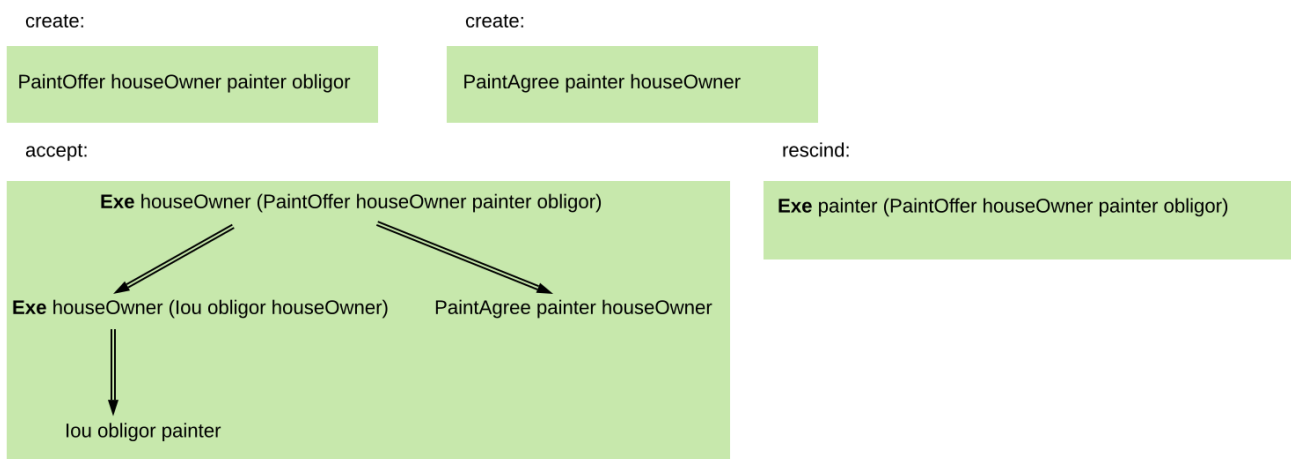 create:
create:
PaintOffer houseOwner painter obligor
PaintAgree painter houseOwner
accept:
rescind:
Exe houseOwner (PaintOffer houseOwner painter obligor)
Exe painter (PaintOffer houseOwner painter obligor)
Exe houseOwner (Iou obligor houseOwner)
PaintAgree painter houseOwner
Iou obligor painter